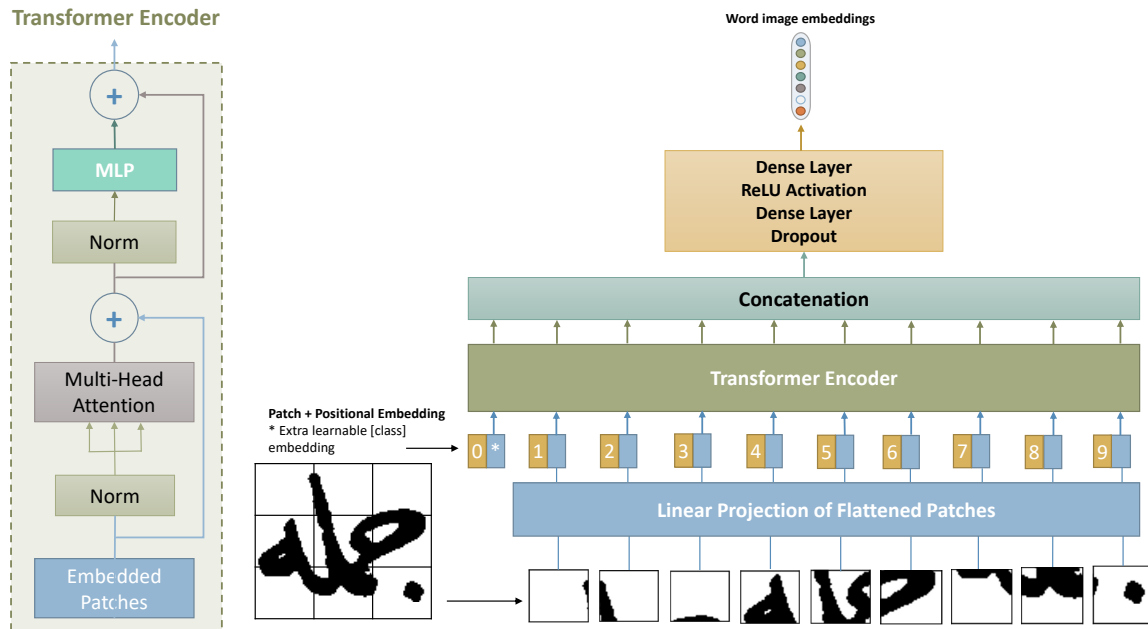 Transformer Encoder
+
MLP
Norm
+
Multi-Head
Attention
Norm
Embedded
Patches
Word image embeddings
Dense Layer
ReLU Activation
Dense Layer
Dropout
Concatenation
Transformer Encoder
Patch + Positional Embedding
* Extra learnable [class]
embedding
0 * 1 2 3 4 5 6 7 8 9
Linear Projection of Flattened Patches